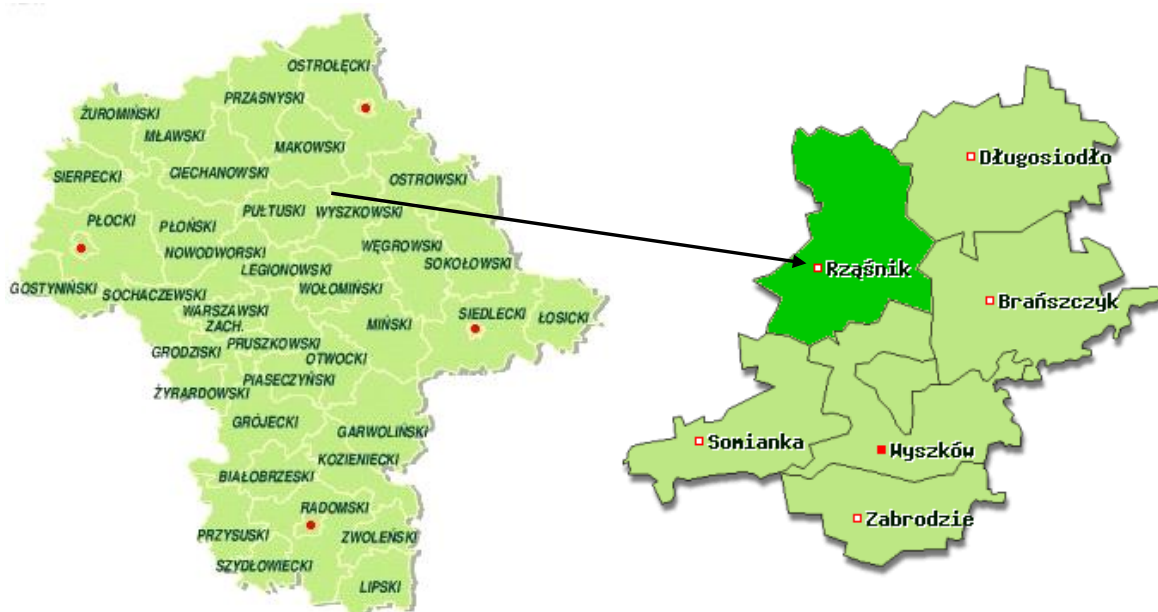 OSTROŁĘCKI
PRZASNYSKI
ŻUROMIŃSKI
MŁAWSKI
MAKOWSKI
CIECHANOWSKI
SIERPECKI
OSTROWSKI
PŁOCKI
PŁOŃSKI
PUŁTUSKI
WYSZKOWSKI
NOWODWORSKI
WĘGROWSKI
SOKOŁOWSKI
LEGIONOWSKI
GOSTYNIŃSKI
SOCHACZEWSKI
WOŁOMIŃSKI
WARSZAWSKI
ZACH.
MIŃSKI
SIEDLECKI
ŁOSICKI
PRUSZKOWSKI
GRODZISKI
OTWOCKI
PIASECZYŃSKI
ŻYRARDOWSKI
GRÓJECKI
GARWOLIŃSKI
KOZIENIECKI
BIAŁOBRZESKI
RADOMSKI
PRZYSUSKI
ZWOLEŃSKI
SZYDŁOWIECKI
LIPSKI
Długosiodło
Rząśnik
Brańszczyk
Somianka
Wyszków
Zabrodzie